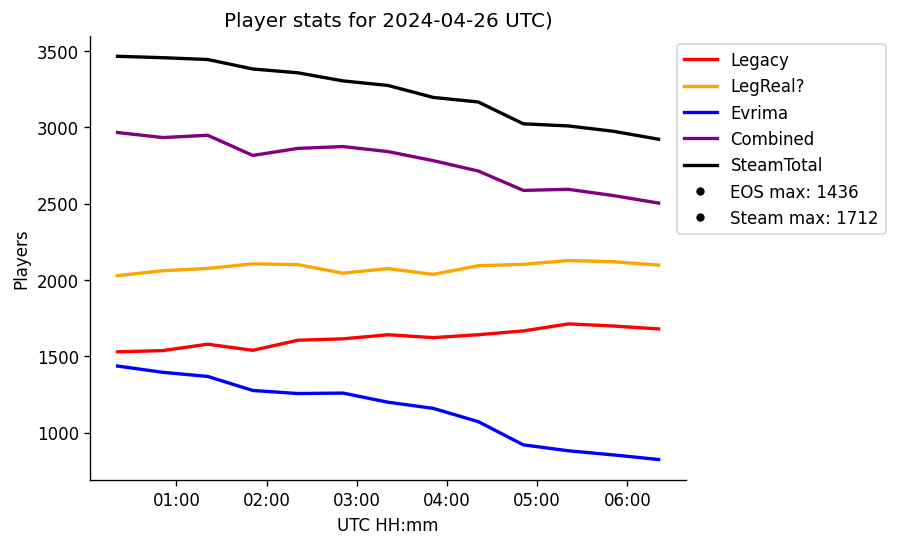 Player stats for 2024-04-26 UTC)
Players
3500
3000
2500
2000
1500
1000
01:00 02:00 03:00 04:00 05:00 06:00
UTC HH:mm
Legacy
LegReal?
Evrima
Combined
SteamTotal
EOS max: 1436
Steam max: 1712